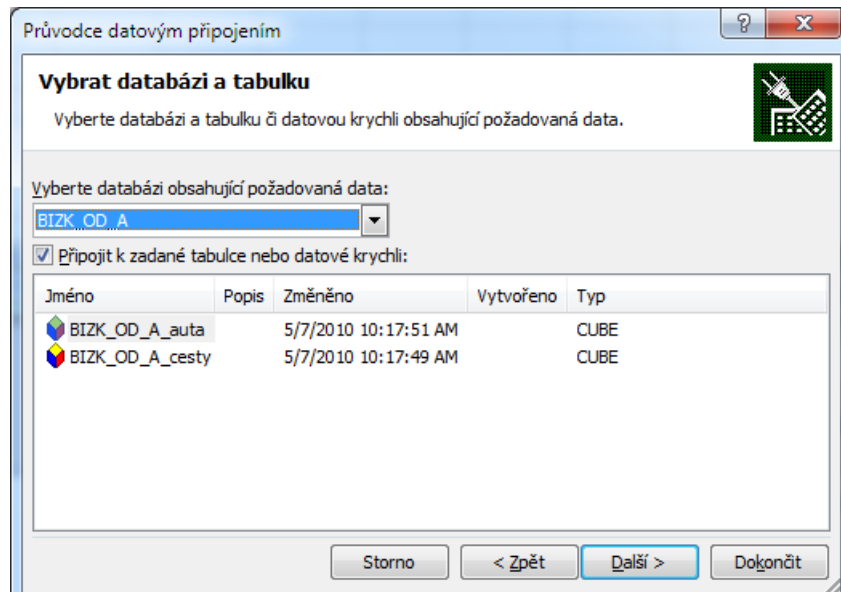 Průvodce datovým připojením
Vybrat databázi a tabulku
Vyberte databázi a tabulku či datovou krychli obsahující požadovaná data.
Vyberte databázi obsahující požadovaná data:
BIZK_OD_A
Připojit k zadané tabulce nebo datové krychli:
Jméno Popis Změněno Vytvořeno Typ
BIZK_OD_A_auta 5/7/2010 10:17:51 AM CUBE
BIZK_OD_A_cesty 5/7/2010 10:17:49 AM CUBE
Storno < Zpět Další > Dokončit